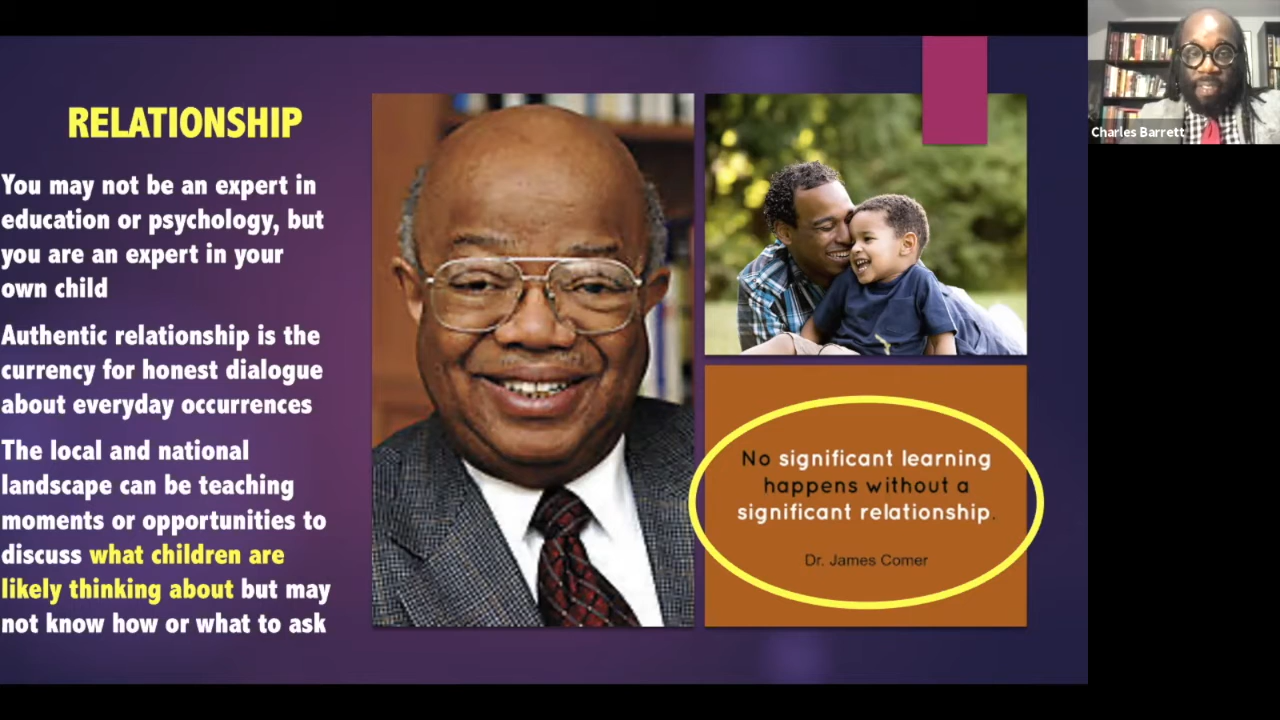 RELATIONSHIP
You may not be an expert in
education or psychology, but
you are an expert in your
own child
Authentic relationship is the
currency for honest dialogue
about everyday occurrences
The local and national
landscape can be teaching
moments or opportunities to
discuss what children are
likely thinking about but may
not know how or what to ask
No significant learning
happens without a
significant relationship.
Dr. James Comer
Charles Barrett